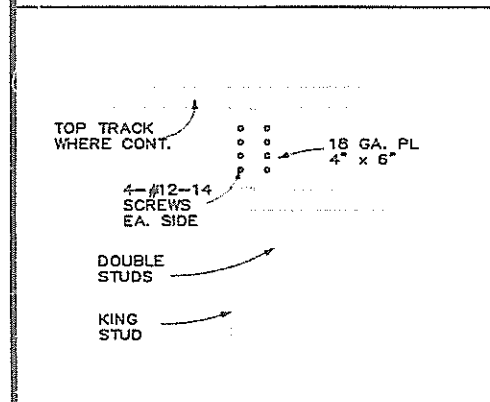 TOP TRACK
WHERE CONT.
18 GA. PL
4" x 6"
4-#12-14
SCREWS
EA. SIDE
DOUBLE
STUDS
KING
STUD